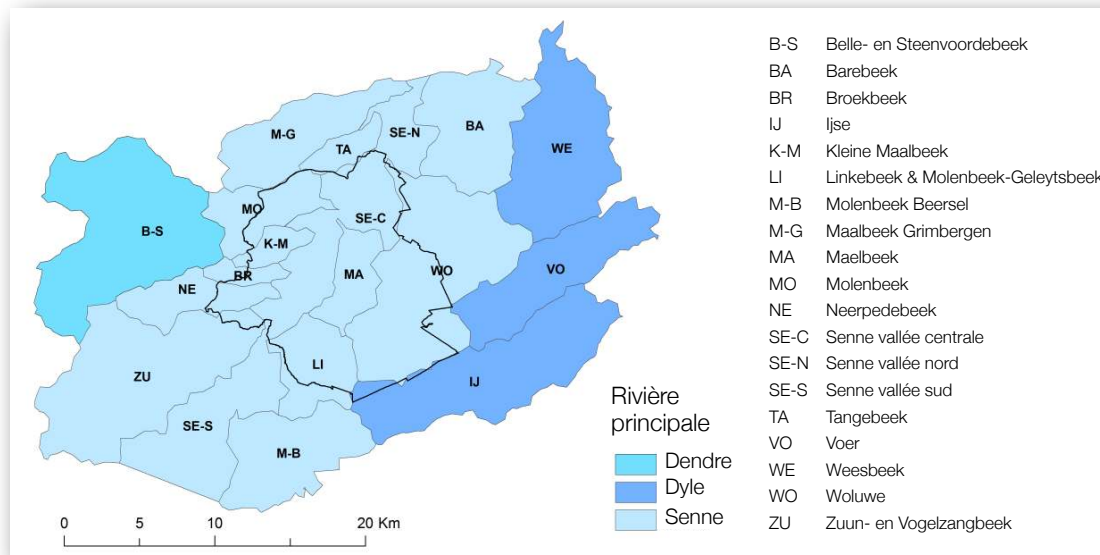 M-G
TA
SE-N
BA
WE
B-S
MO
SE-C
K-M
BR
MA
WO
VO
NE
LI
ZU
IJ
SE-S
M-B
0 5 10 20 Km
Rivière
principale
Dendre
Dyle
Senne
B-S Belle- en Steenvoordebeek
BA Barebeek
BR Broekbeek
IJ Ijse
K-M Kleine Maalbeek
LI Linkebeek & Molenbeek-Geleytsbeek
M-B Molenbeek Beersel
M-G Maalbeek Grimbergen
MA Maelbeek
MO Molenbeek
NE Neerpedebeek
SE-C Senne vallée centrale
SE-N Senne vallée nord
SE-S Senne vallée sud
TA Tangebeek
VO Voer
WE Weesbeek
WO Woluwe
ZU Zuun- en Vogelzangbeek